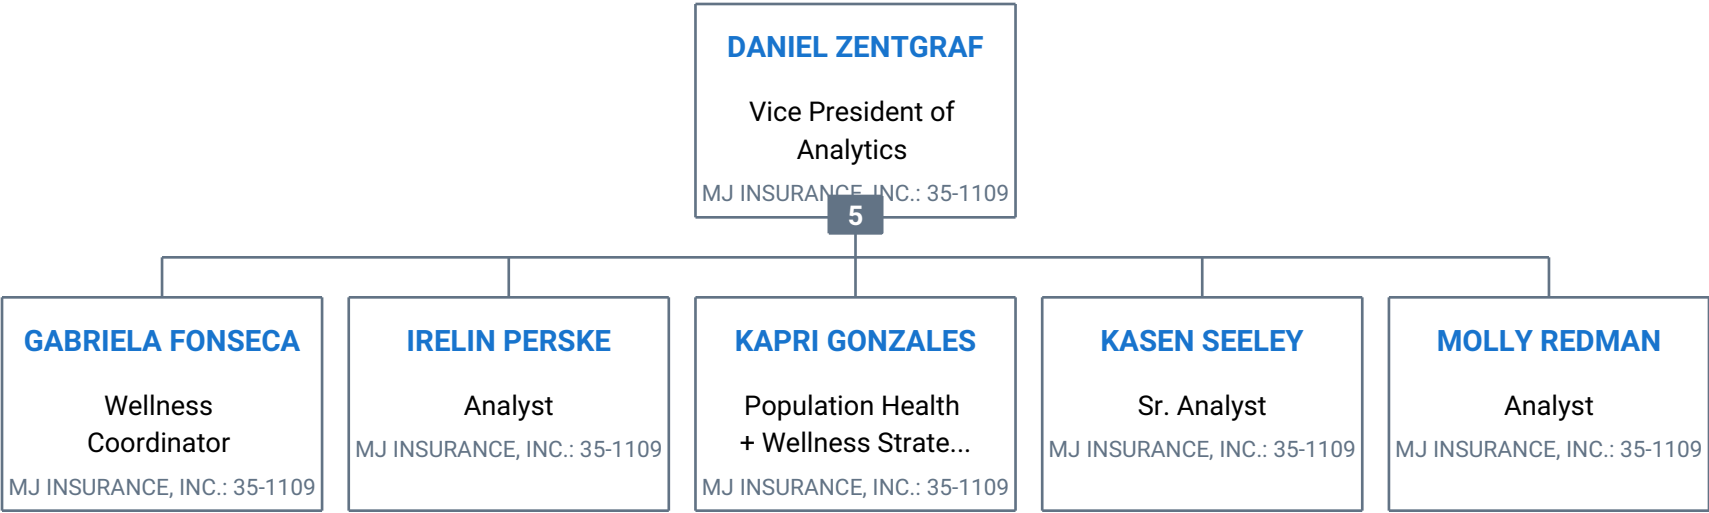 DANIEL ZENTGRAF
Vice President of
Analytics
MJ INSURANCE, INC.: 35-1109
5
GABRIELA FONSECA
Wellness
Coordinator
MJ INSURANCE, INC.: 35-1109
IRELIN PERSKE
Analyst
MJ INSURANCE, INC.: 35-1109
KAPRI GONZALES
Population Health
+ Wellness Strate...
MJ INSURANCE, INC.: 35-1109
KASEN SEELEY
Sr. Analyst
MJ INSURANCE, INC.: 35-1109
MOLLY REDMAN
Analyst
MJ INSURANCE, INC.: 35-1109